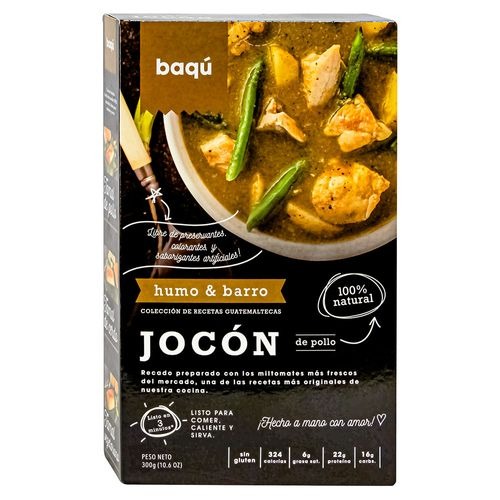 baqú
Libre de preservantes,
colorantes, y
saborizantes artificiales!
humo & barro
COLECCIÓN DE RECETAS GUATEMALTECAS
100%
natural
JOCÓN
de pollo
Recado preparado con los miltomates más frescos
del mercado, una de las recetas más originales de
nuestra cocina.
Listo en
3
minutos*
LISTO PARA
COMER,
CALIENTE Y
SIRVA.
¡Hecho a mano con amor!
PESO NETO
300g (10.6 OZ)
sin
gluten
324
calorías
6g
grasa sat.
22g
proteína
16g
carbs.